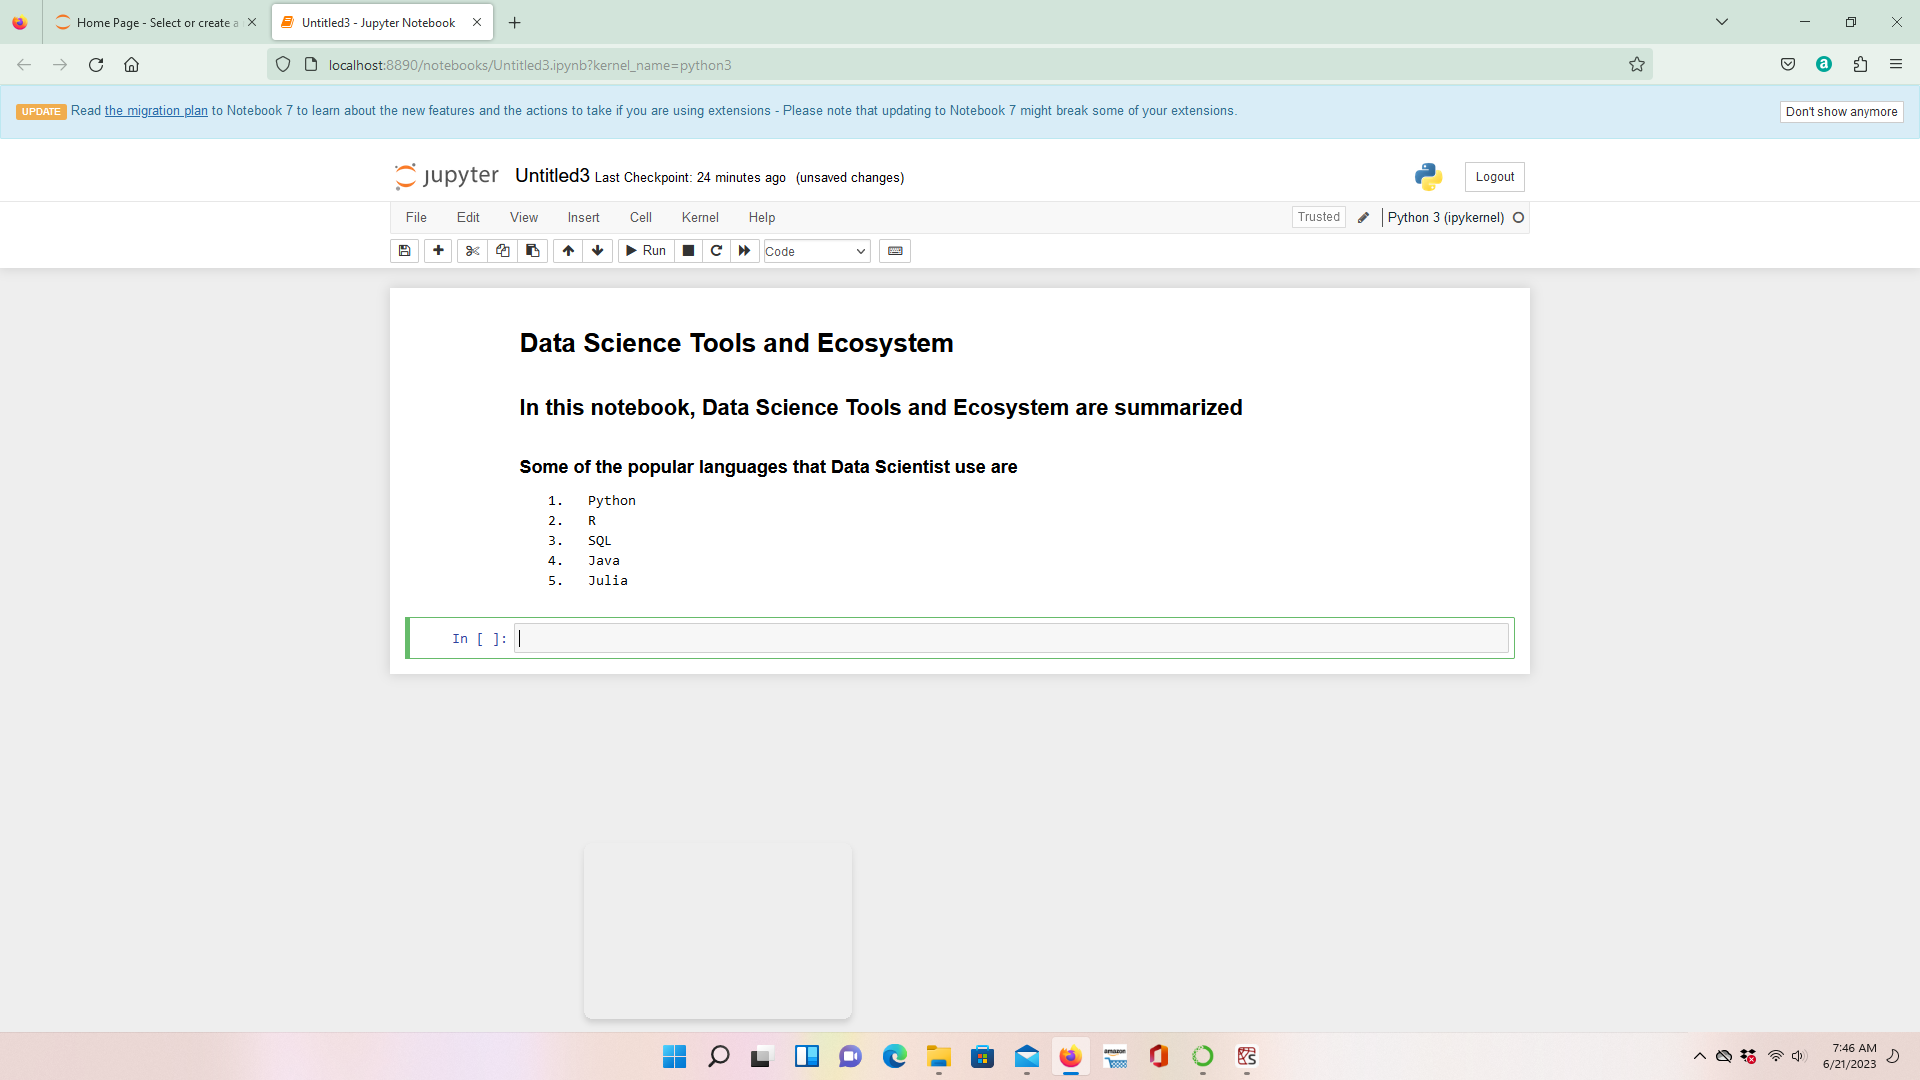 Home Page - Select or create a
Untitled3 - Jupyter Notebook
localhost:8890/notebooks/Untitled3.ipynb?kernel_name=python3
UPDATE Read the migration plan to Notebook 7 to learn about the new features and the actions to take if you are using extensions - Please note that updating to Notebook 7 might break some of your extensions.
Don't show anymore
jupyter Untitled3 Last Checkpoint: 24 minutes ago (unsaved changes)
Logout
File Edit View Insert Cell Kernel Help
Trusted Python 3 (ipykernel)
Run Code
Data Science Tools and Ecosystem
In this notebook, Data Science Tools and Ecosystem are summarized
Some of the popular languages that Data Scientist use are
1. Python
2. R
3. SQL
4. Java
5. Julia
In [ ]:
amazon
7:46 AM
6/21/2023